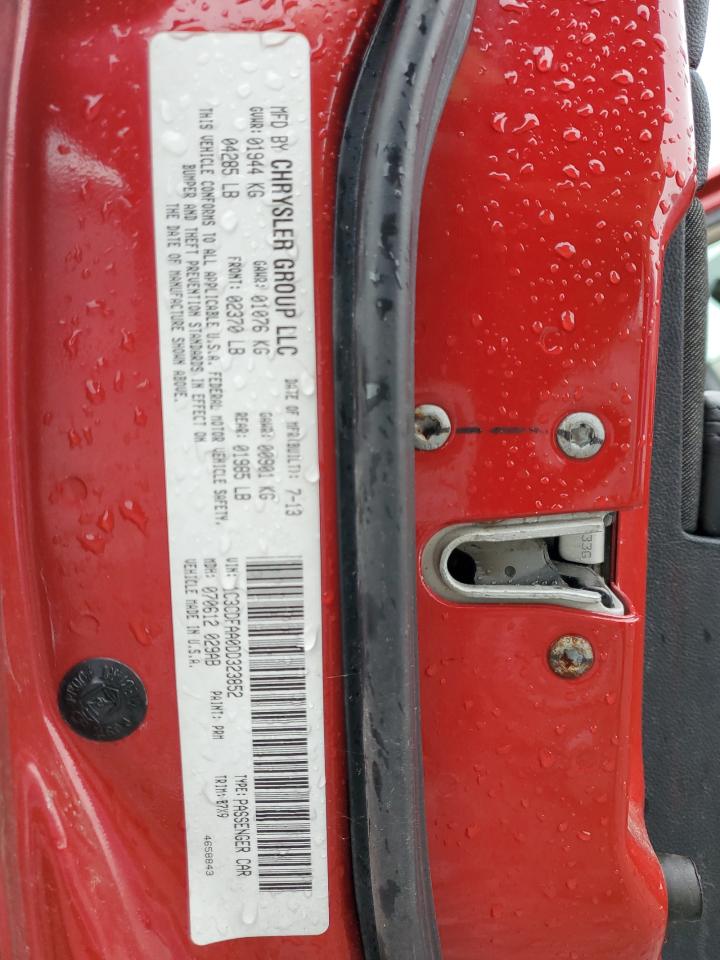 MFD BY CHRYSLER GROUP LLC DATE OF MFR(BUILT): 7-13
GVWR: 01944 KG GAWR: 01076 KG GAWR: 00901 KG
04285 LB FRONT: 02370 LB REAR: 01985 LB
THIS VEHICLE CONFORMS TO ALL APPLICABLE U.S.A. FEDERAL MOTOR VEHICLE SAFETY,
BUMPER AND THEFT PREVENTION STANDARDS IN EFFECT ON
THE DATE OF MANUFACTURE SHOWN ABOVE.
VIN: 1C3CDFAA0DD323852 TYPE: PASSENGER CAR
MDH: 070612 029AB PAINT: PRM TRIM: B7X9
VEHICLE MADE IN U.S.A. 4658843
33G